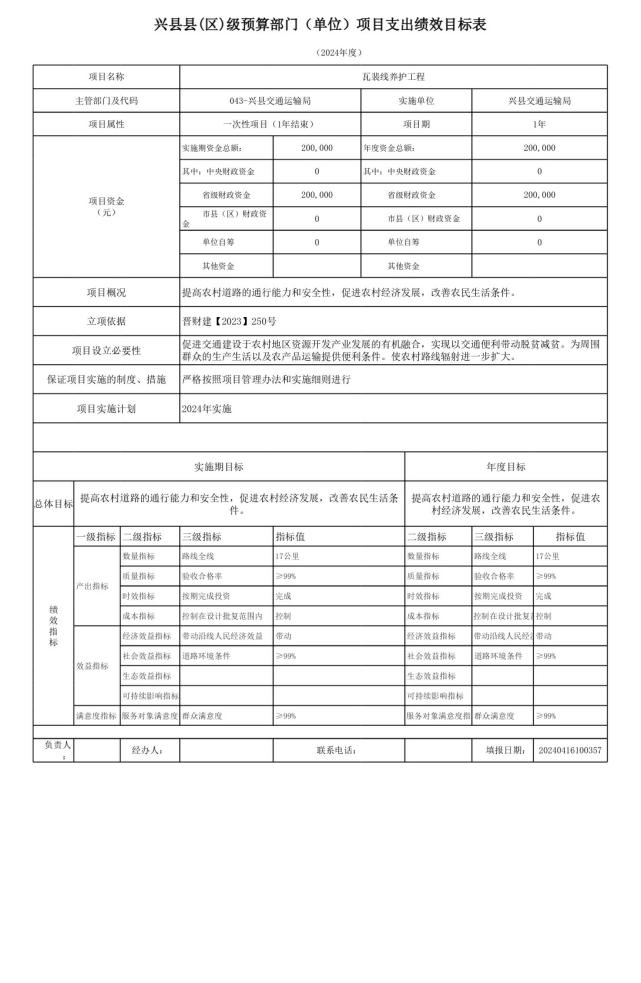 兴县县(区)级预算部门（单位）项目支出绩效目标表
（2024年度）
项目名称 瓦装线养护工程
主管部门及代码 043-兴县交通运输局 实施单位 兴县交通运输局
项目属性 一次性项目（1年结束） 项目期 1年
项目资金
（元）
实施期资金总额： 200,000 年度资金总额： 200,000
其中：中央财政资金 0 其中：中央财政资金 0
省级财政资金 200,000 省级财政资金 200,000
市县（区）财政资
金 0 市县（区）财政资金 0
单位自筹 0 单位自筹 0
其他资金 其他资金
项目概况 提高农村道路的通行能力和安全性，促进农村经济发展，改善农民生活条件。
立项依据 晋财建【2023】250号
项目设立必要性 促进交通建设于农村地区资源开发产业发展的有机融合，实现以交通便利带动脱贫减贫。为周围
群众的生产生活以及农产品运输提供便利条件。使农村路线辐射进一步扩大。
保证项目实施的制度、措施 严格按照项目管理办法和实施细则进行
项目实施计划 2024年实施
实施期目标 年度目标
总体目标 提高农村道路的通行能力和安全性，促进农村经济发展，改善农民生活条
件。
提高农村道路的通行能力和安全性，促进农
村经济发展，改善农民生活条件。
绩效指标
一级指标 二级指标 三级指标 指标值 二级指标 三级指标 指标值
产出指标
数量指标 路线全线 17公里 数量指标 路线全线 17公里
质量指标 验收合格率 ≥99% 质量指标 验收合格率 ≥99%
时效指标 按期完成投资 完成 时效指标 按期完成投资 完成
成本指标 控制在设计批复范围内 控制 成本指标 控制在设计批复 控制
效益指标
经济效益指标 带动沿线人民经济效益 带动 经济效益指标 带动沿线人民经 带动
社会效益指标 道路环境条件 ≥99% 社会效益指标 道路环境条件 ≥99%
生态效益指标 生态效益指标
可持续影响指标 可持续影响指标
满意度指标 服务对象满意度 群众满意度 ≥99% 服务对象满意度指 群众满意度 ≥99%
负责人
： 经办人： 联系电话： 填报日期： 20240416100357